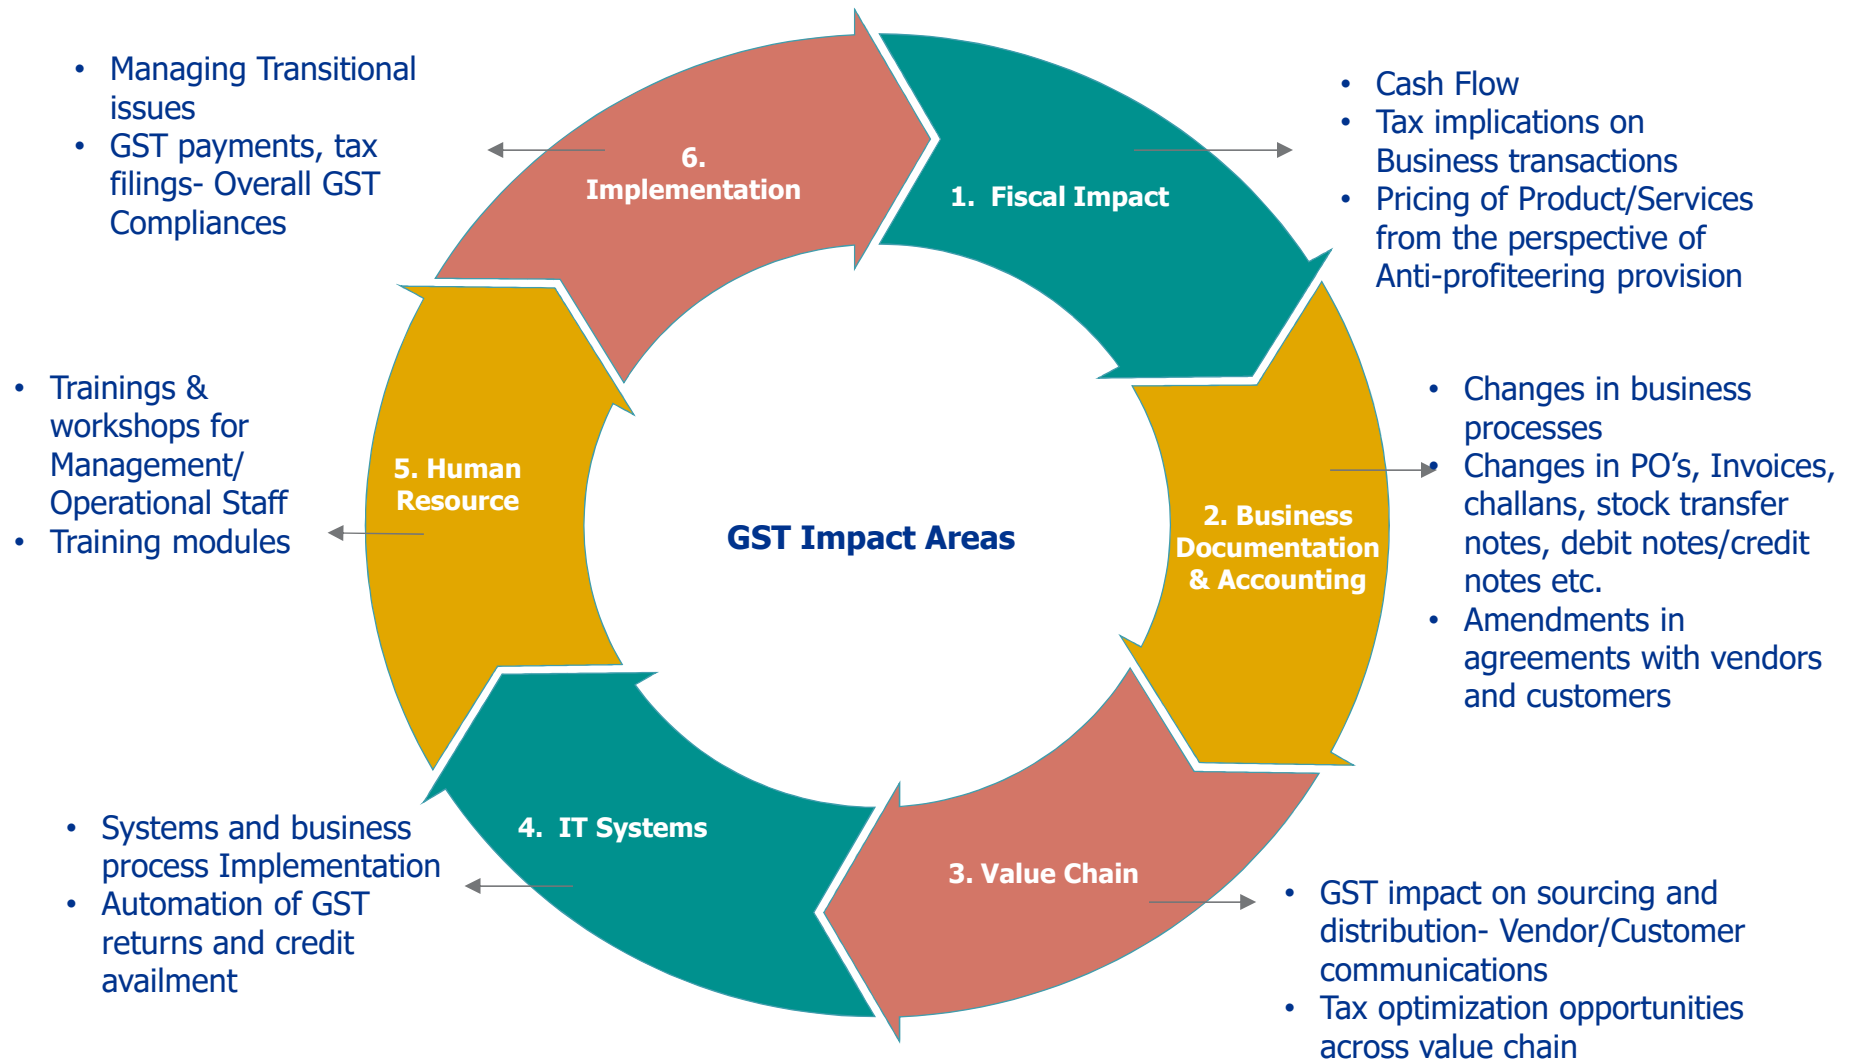 • Managing Transitional
issues
• GST payments, tax
filings- Overall GST
Compliances
6.
Implementation
1. Fiscal Impact
• Cash Flow
• Tax implications on
Business transactions
• Pricing of Product/Services
from the perspective of
Anti-profiteering provision
• Trainings &
workshops for
Management/
Operational Staff
• Training modules
5. Human
Resource
GST Impact Areas
2. Business
Documentation
& Accounting
• Changes in business
processes
• Changes in PO’s, Invoices,
challans, stock transfer
notes, debit notes/credit
notes etc.
• Amendments in
agreements with vendors
and customers
• Systems and business
process Implementation
• Automation of GST
returns and credit
availment
4. IT Systems
3. Value Chain
• GST impact on sourcing and
distribution- Vendor/Customer
communications
• Tax optimization opportunities
across value chain